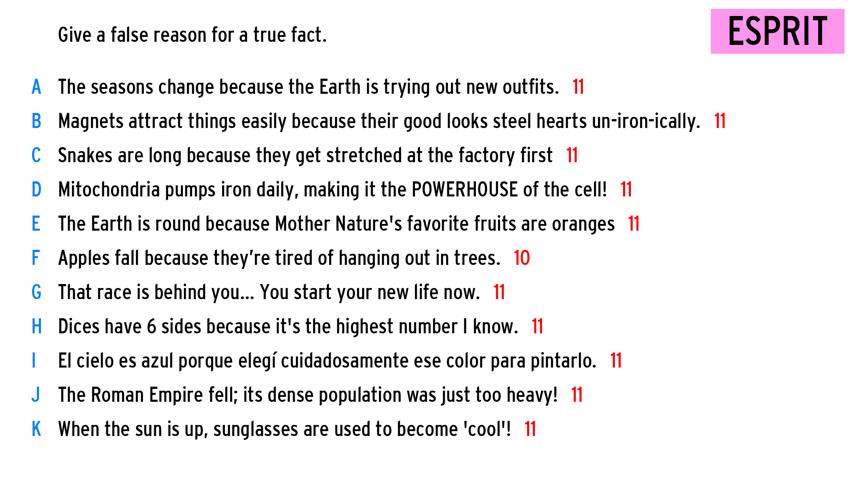 Give a false reason for a true fact.
ESPRIT
A The seasons change because the Earth is trying out new outfits. 11
B Magnets attract things easily because their good looks steel hearts un-iron-ically. 11
C Snakes are long because they get stretched at the factory first 11
D Mitochondria pumps iron daily, making it the POWERHOUSE of the cell! 11
E The Earth is round because Mother Nature's favorite fruits are oranges 11
F Apples fall because they’re tired of hanging out in trees. 10
G That race is behind you... You start your new life now. 11
H Dices have 6 sides because it's the highest number I know. 11
I El cielo es azul porque elegí cuidadosamente ese color para pintarlo. 11
J The Roman Empire fell; its dense population was just too heavy! 11
K When the sun is up, sunglasses are used to become 'cool'! 11